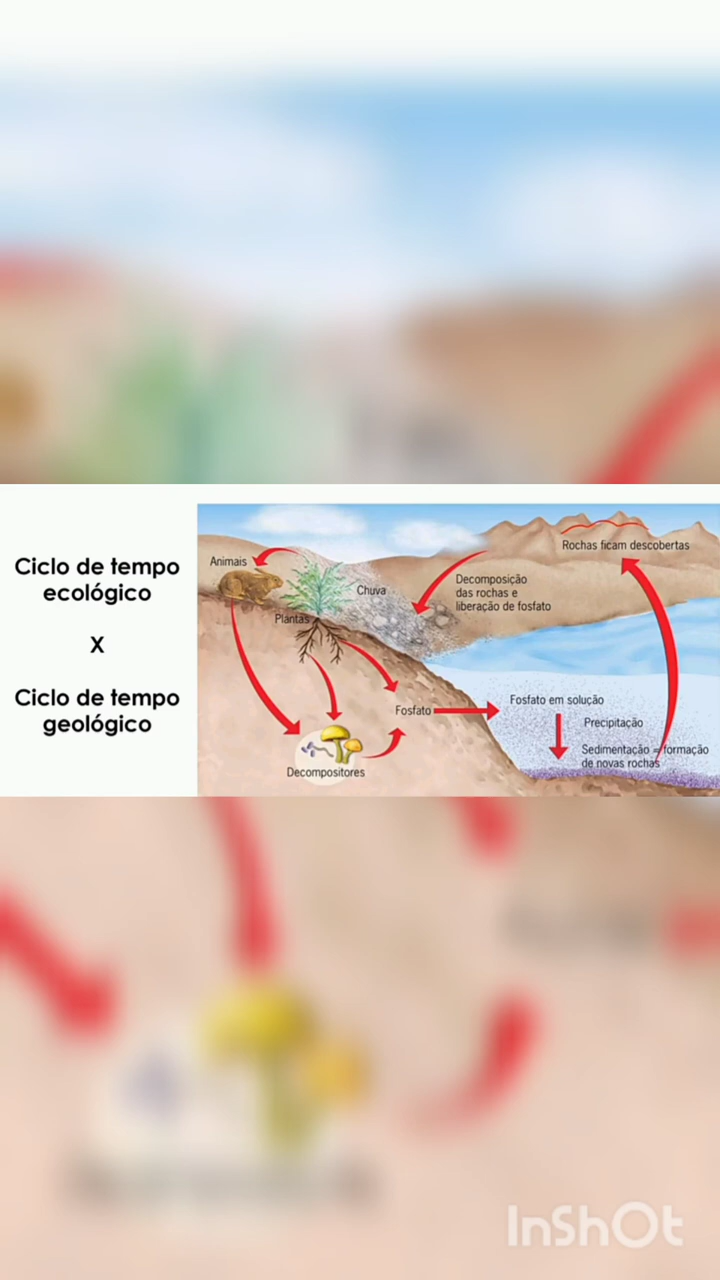 Ciclo de tempo
ecológico
X
Ciclo de tempo
geológico
Animais
Plantas
Chuva
Decomposição
das rochas e
liberação de fosfato
Rochas ficam descobertas
Fosfato
Decompositores
Fosfato em solução
Precipitação
Sedimentação = formação
de novas rochas
InShOt